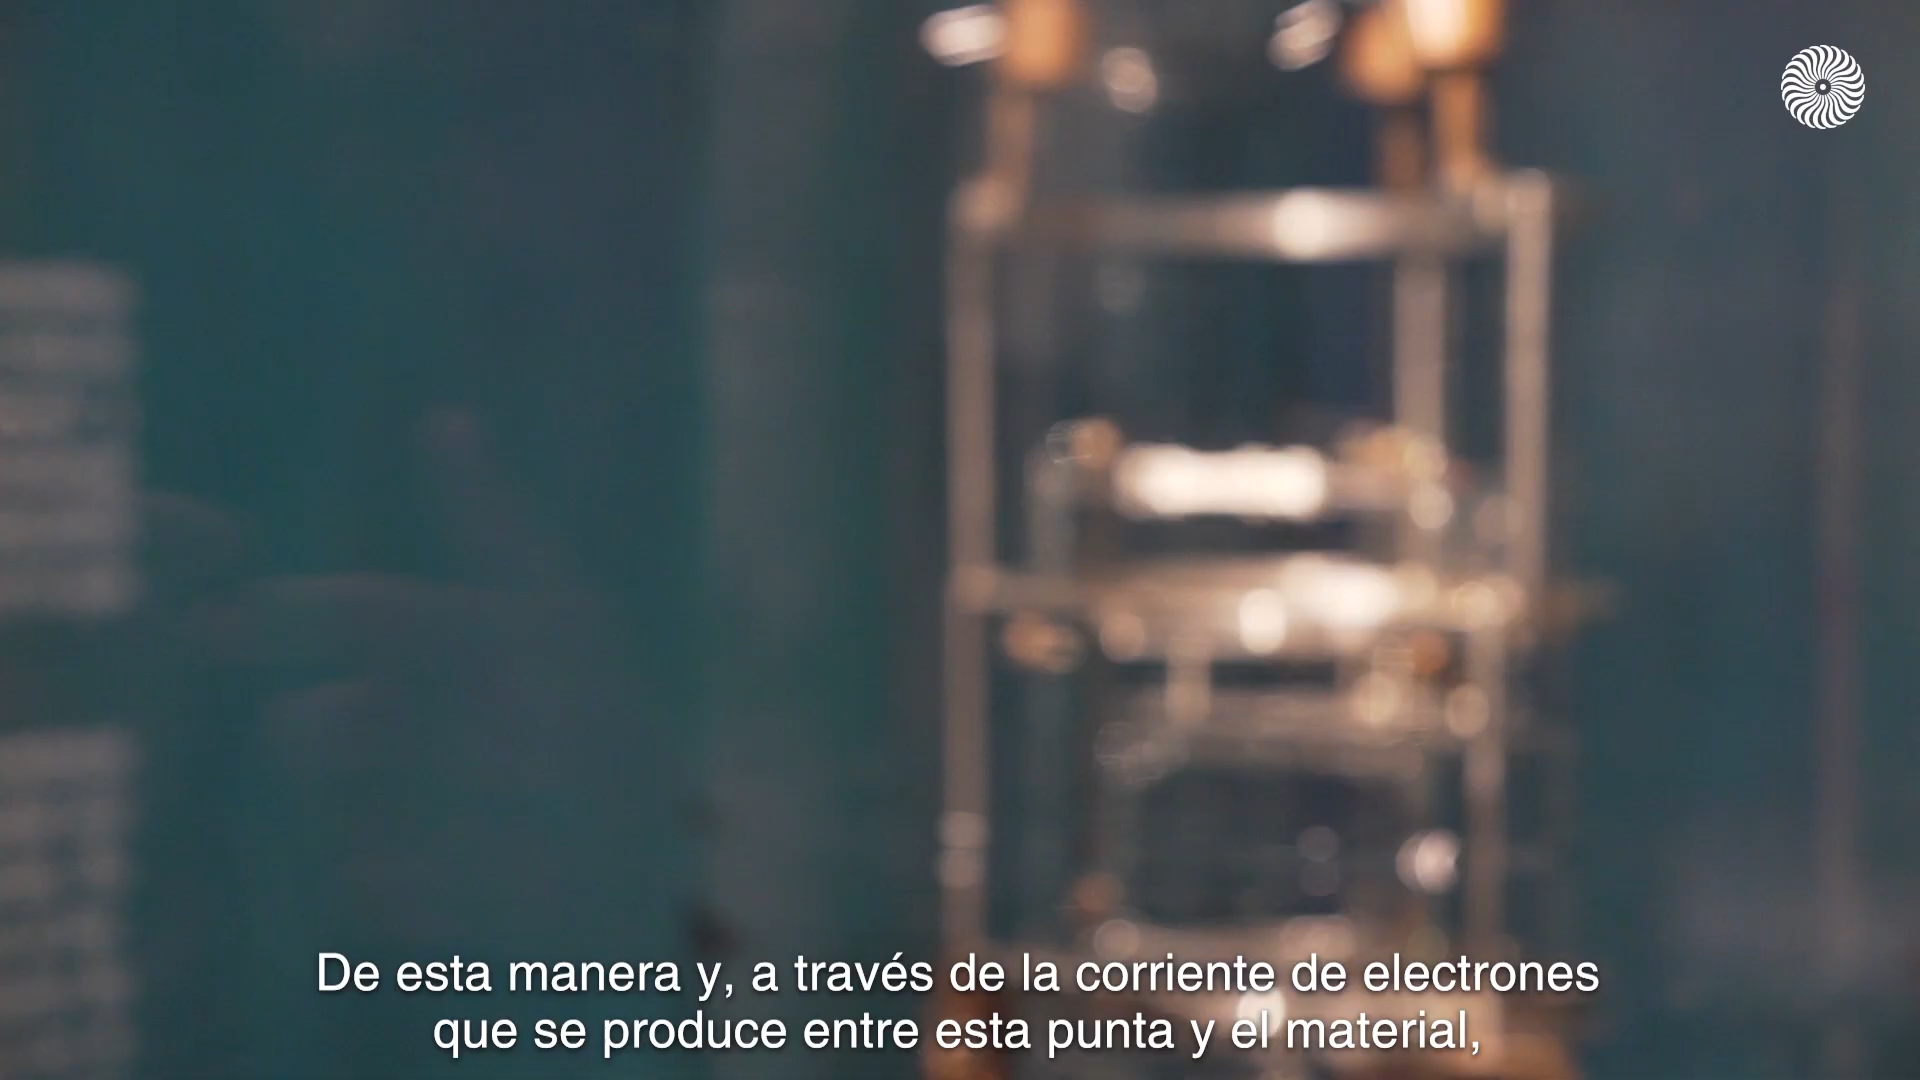 De esta manera y, a través de la corriente de electrones
que se produce entre esta punta y el material,